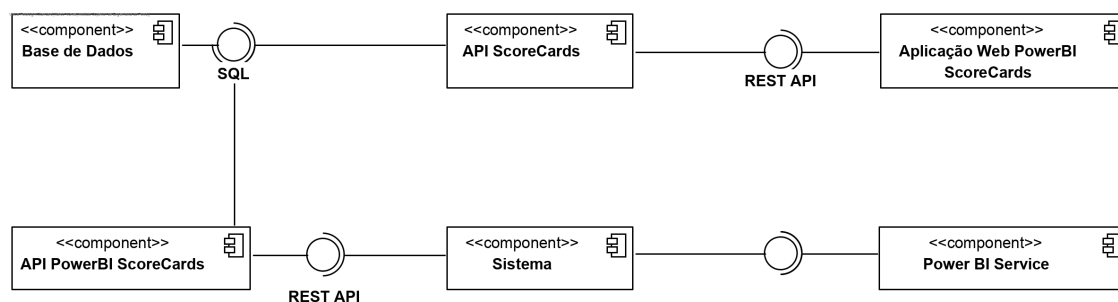 <<component>>
Base de Dados
SQL
<<component>>
API ScoreCards
REST API
<<component>>
Aplicação Web PowerBI
ScoreCards
<<component>>
API PowerBI ScoreCards
REST API
<<component>>
Sistema
<<component>>
Power BI Service